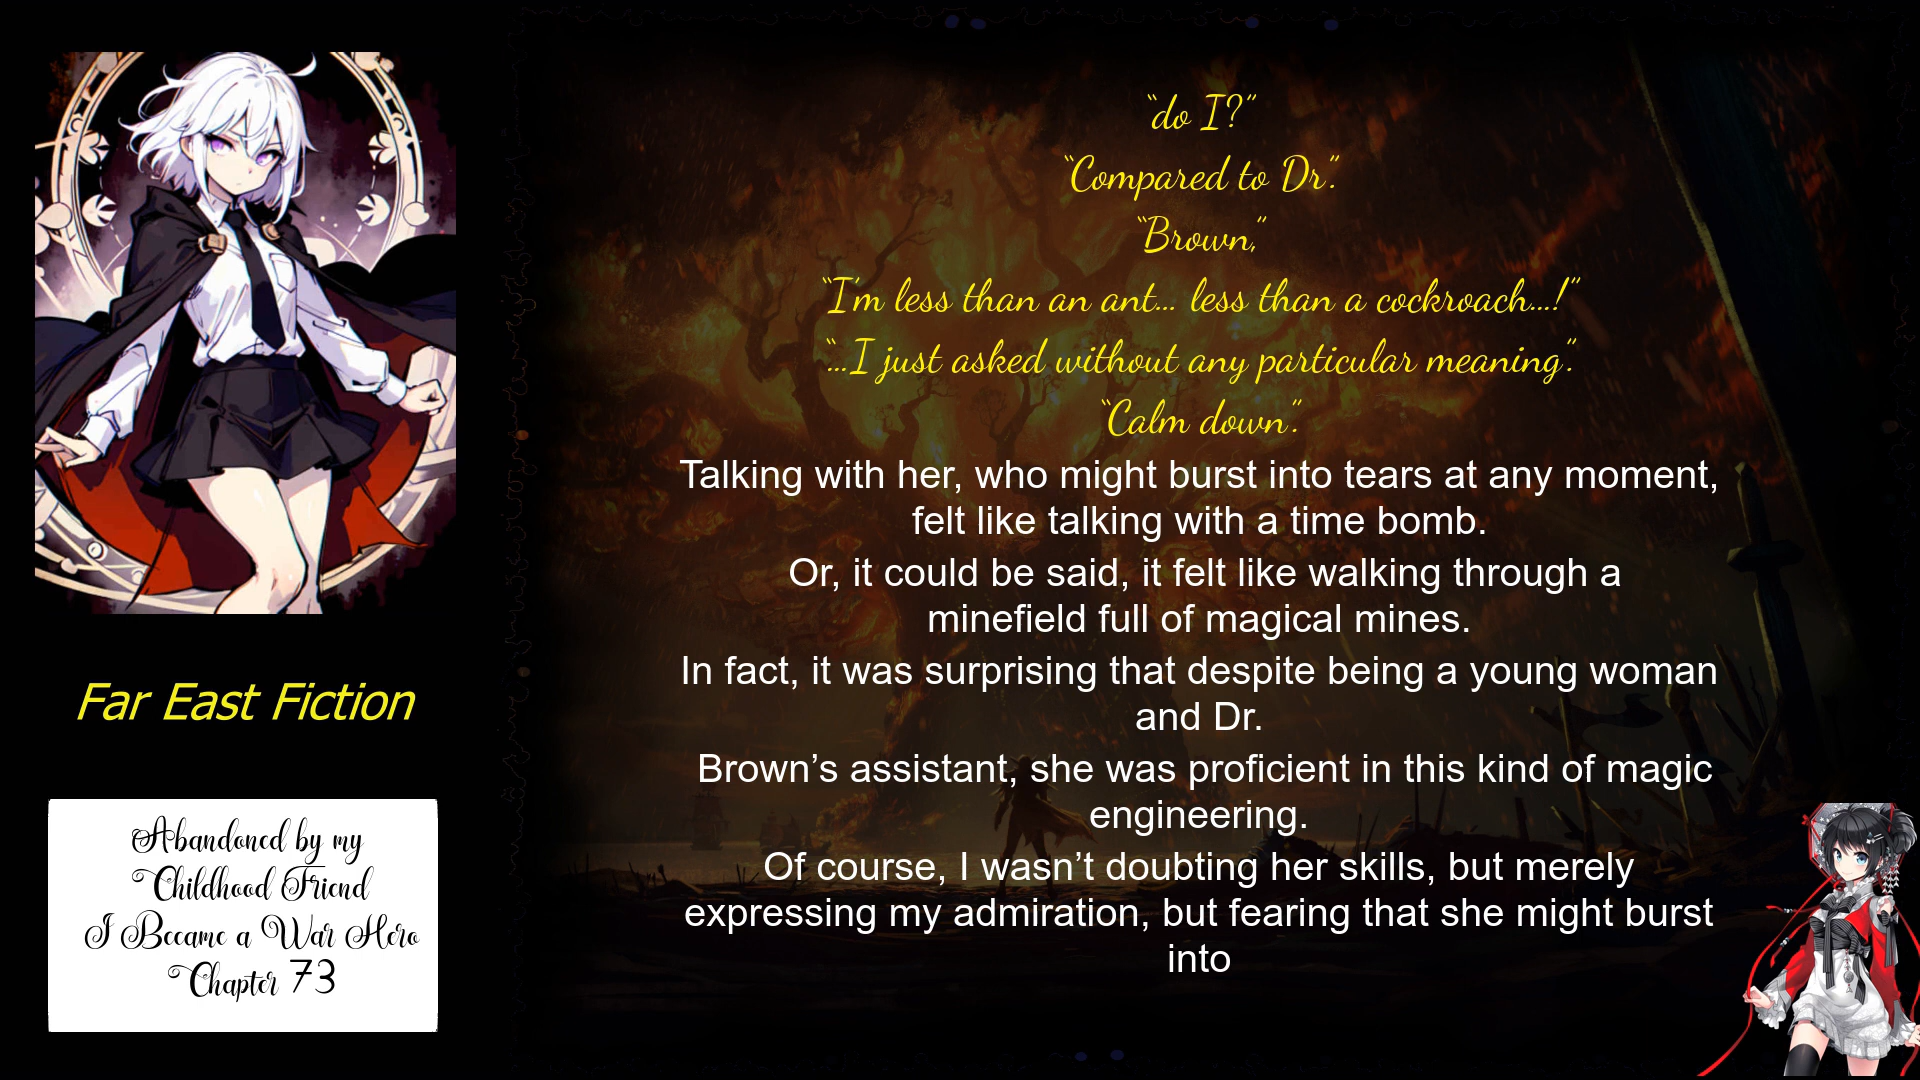 “do I?”
“Compared to Dr.”
“Brown,”
“I’m less than an ant... less than a cockroach...!”
“...I just asked without any particular meaning.”
“Calm down.”
Talking with her, who might burst into tears at any moment,
felt like talking with a time bomb.
Or, it could be said, it felt like walking through a
minefield full of magical mines.
In fact, it was surprising that despite being a young woman
and Dr.
Brown’s assistant, she was proficient in this kind of magic
engineering.
Of course, I wasn’t doubting her skills, but merely
expressing my admiration, but fearing that she might burst
into
Far East Fiction
Abandoned by my
Childhood Friend
I Became a War Hero
Chapter 73